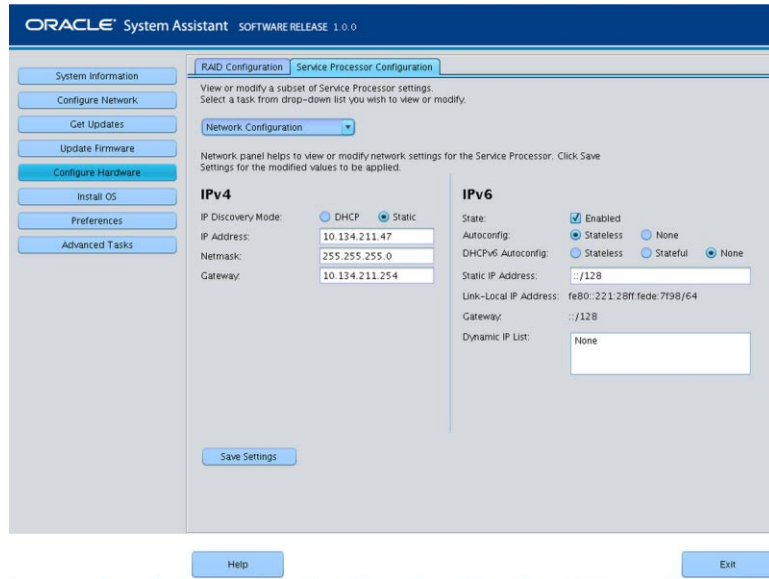 ORACLE® System Assistant SOFTWARE RELEASE 1.0.0
System Information
Configure Network
Get Updates
Update Firmware
Configure Hardware
Install OS
Preferences
Advanced Tasks
RAID Configuration
Service Processor Configuration
View or modify a subset of Service Processor settings.
Select a task from drop-down list you wish to view or modify.
Network Configuration
Network panel helps to view or modify network settings for the Service Processor. Click Save
Settings for the modified values to be applied.
IPv4
IP Discovery Mode: DHCP Static
IP Address: 10.134.211.47
Netmask: 255.255.255.0
Gateway: 10.134.211.254
IPv6
State: Enabled
Autoconfig: Stateless None
DHCPv6 Autoconfig: Stateless Stateful None
Static IP Address: ::/128
Link-Local IP Address: fe80::221:28ff:fede:7f98/64
Gateway: ::/128
Dynamic IP List: None
Save Settings
Help
Exit